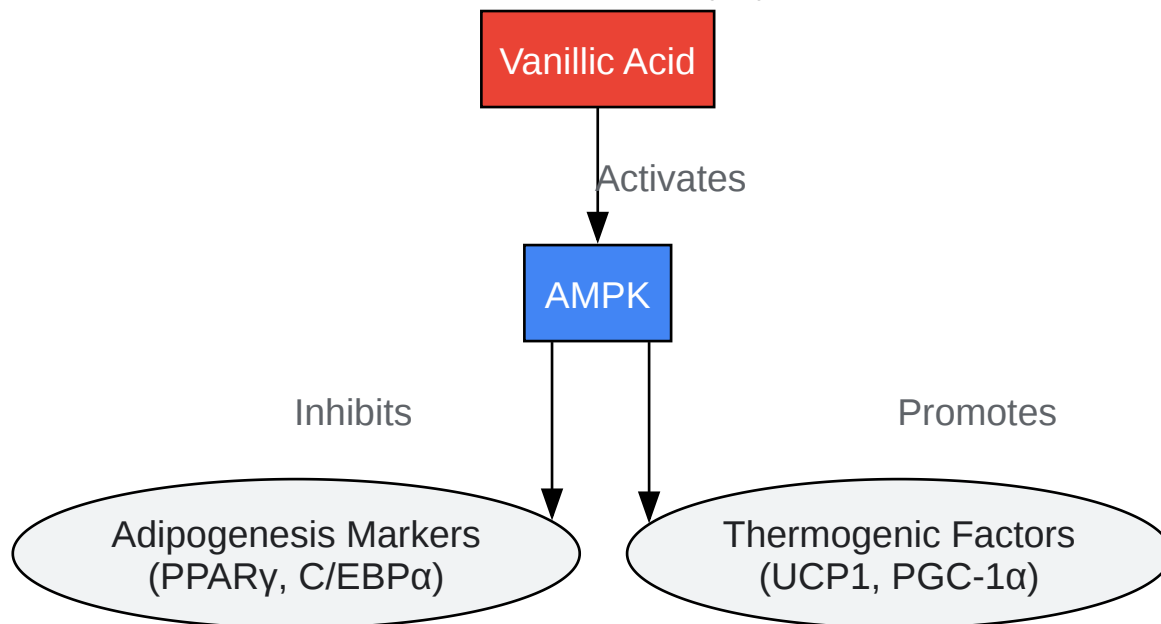 Vanillic Acid
Activates
AMPK
Inhibits
Promotes
Adipogenesis Markers
(PPARγ, C/EBPα)
Thermogenic Factors
(UCP1, PGC-1α)